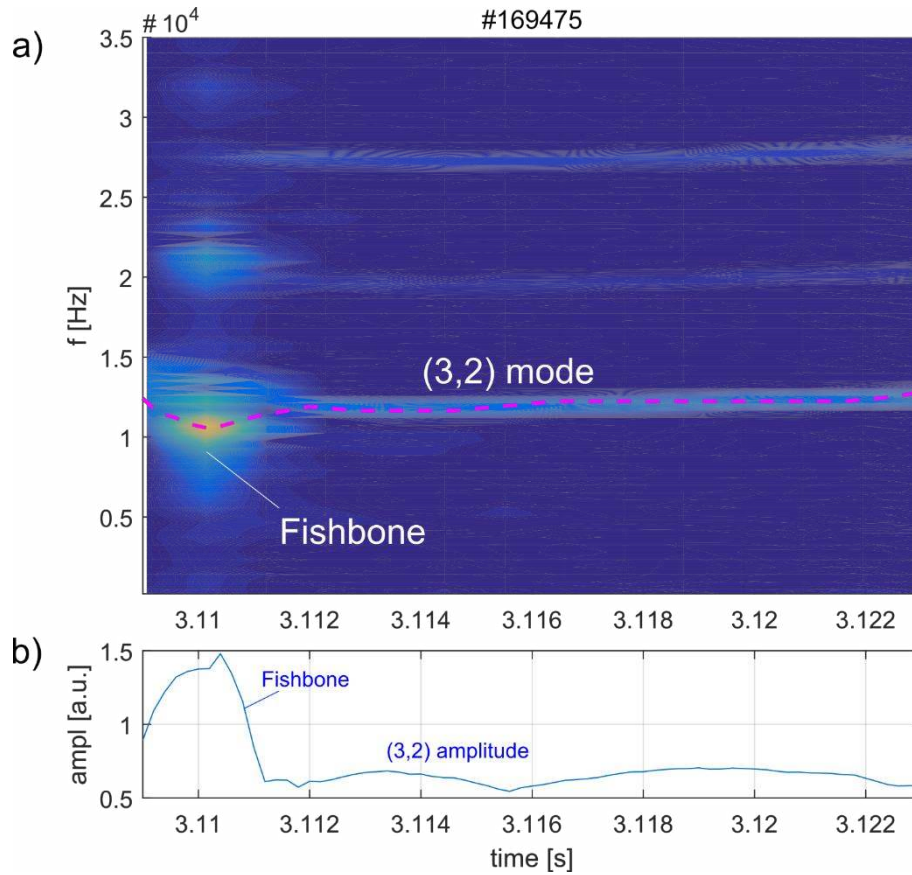 #169475
a)
# 10^4
3.5
3
2.5
2
1.5
1
0.5
f [Hz]
(3,2) mode
Fishbone
3.11 3.112 3.114 3.116 3.118 3.12 3.122
b)
1.5
1
0.5
ampl [a.u.]
Fishbone
(3,2) amplitude
3.11 3.112 3.114 3.116 3.118 3.12 3.122
time [s]